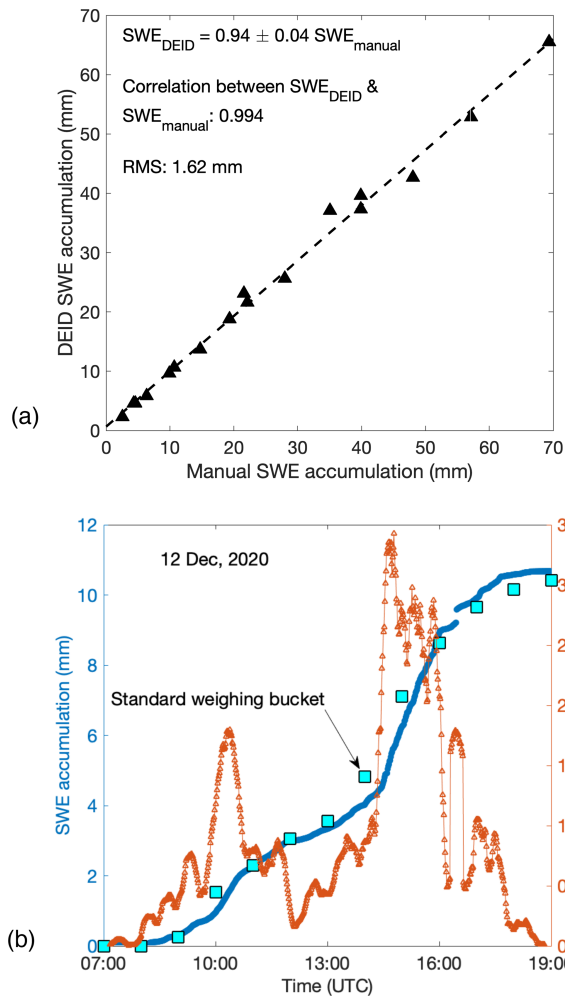 SWE_DEID = 0.94 ± 0.04 SWE_manual
Correlation between SWE_DEID &
SWE_manual: 0.994
RMS: 1.62 mm
DEID SWE accumulation (mm)
70
60
50
40
30
20
10
0
0 10 20 30 40 50 60 70
Manual SWE accumulation (mm)
(a)
12 Dec, 2020
Standard weighing bucket
SWE accumulation (mm)
12
10
8
6
4
2
0
07:00 10:00 13:00 16:00
Time (UTC)
(b)